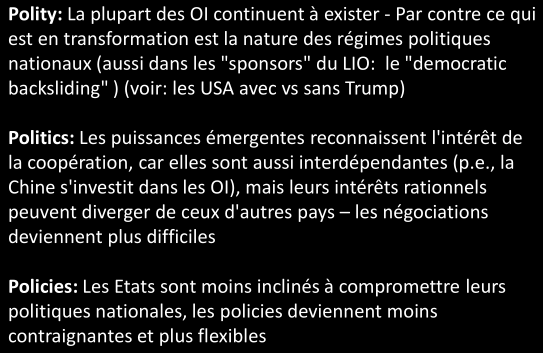 Polity: La plupart des OI continuent à exister - Par contre ce qui
est en transformation est la nature des régimes politiques
nationaux (aussi dans les "sponsors" du LIO:  le "democratic
backsliding" ) (voir: les USA avec vs sans Trump)
Politics: Les puissances émergentes reconnaissent l'intérêt de
la coopération, car elles sont aussi interdépendantes (p.e., la
Chine s'investit dans les OI), mais leurs intérêts rationnels
peuvent diverger de ceux d'autres pays – les négociations
deviennent plus difficiles
Policies: Les Etats sont moins inclinés à compromettre leurs
politiques nationales, les policies deviennent moins
contraignantes et plus flexibles